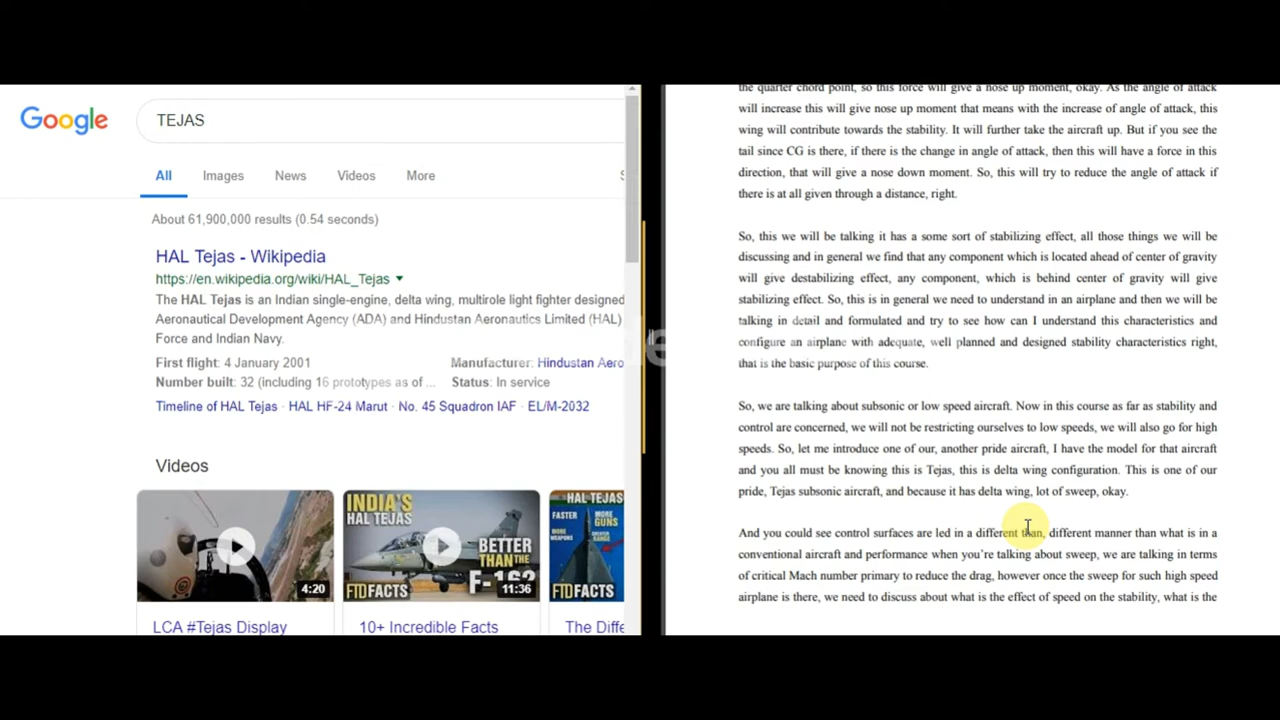 Google
TEJAS
All Images News Videos More
About 61,900,000 results (0.54 seconds)
HAL Tejas - Wikipedia
https://en.wikipedia.org/wiki/HAL_Tejas
The HAL Tejas is an Indian single-engine, delta wing, multirole light fighter designed
Aeronautical Development Agency (ADA) and Hindustan Aeronautics Limited (HAL)
Force and Indian Navy.
First flight: 4 January 2001 Manufacturer: Hindustan Aero
Number built: 32 (including 16 prototypes as of ... Status: In service
Timeline of HAL Tejas · HAL HF-24 Marut · No. 45 Squadron IAF · EL/M-2032
Videos
4:20
INDIA'S
HAL TEJAS
BETTER
THAN THE
F-16?
FTD FACTS
11:36
HAL TEJAS
FASTER
MORE GUNS
MORE WEAPONS
GREATER RANGE
FTD FACTS
LCA #Tejas Display
10+ Incredible Facts
The Diffe
the quarter chord point, so this force will give a nose up moment, okay. As the angle of attack
will increase this will give nose up moment that means with the increase of angle of attack, this
wing will contribute towards the stability. It will further take the aircraft up. But if you see the
tail since CG is there, if there is the change in angle of attack, then this will have a force in this
direction, that will give a nose down moment. So, this will try to reduce the angle of attack if
there is at all given through a distance, right.
So, this we will be talking it has a some sort of stabilizing effect, all those things we will be
discussing and in general we find that any component which is located ahead of center of gravity
will give destabilizing effect, any component, which is behind center of gravity will give
stabilizing effect. So, this is in general we need to understand in an airplane and then we will be
talking in detail and formulated and try to see how can I understand this characteristics and
configure an airplane with adequate, well planned and designed stability characteristics right,
that is the basic purpose of this course.
So, we are talking about subsonic or low speed aircraft. Now in this course as far as stability and
control are concerned, we will not be restricting ourselves to low speeds, we will also go for high
speeds. So, let me introduce one of our, another pride aircraft, I have the model for that aircraft
and you all must be knowing this is Tejas, this is delta wing configuration. This is one of our
pride, Tejas subsonic aircraft, and because it has delta wing, lot of sweep, okay.
And you could see control surfaces are led in a different than, different manner than what is in a
conventional aircraft and performance when you're talking about sweep, we are talking in terms
of critical Mach number primary to reduce the drag, however once the sweep for such high speed
airplane is there, we need to discuss about what is the effect of speed on the stability, what is the